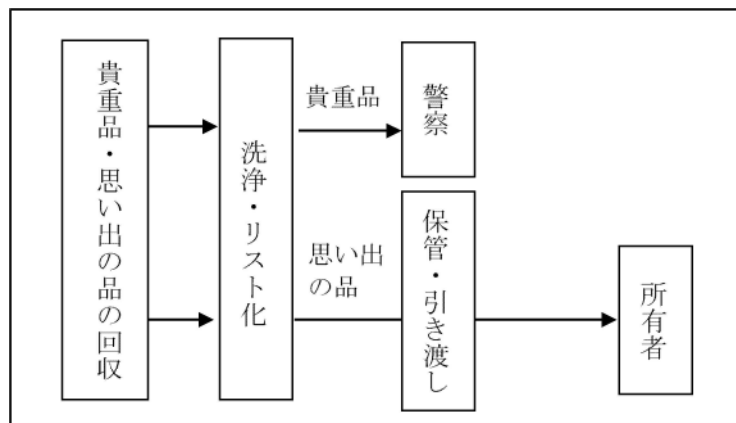 貴重品・思い出の品の回収
洗浄・リスト化
貴重品
警察
思い出
の品
保管・引き渡し
所有者